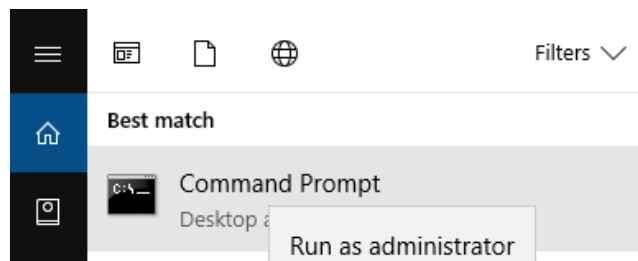 Filters
Best match
Command Prompt
Desktop
Run as administrator